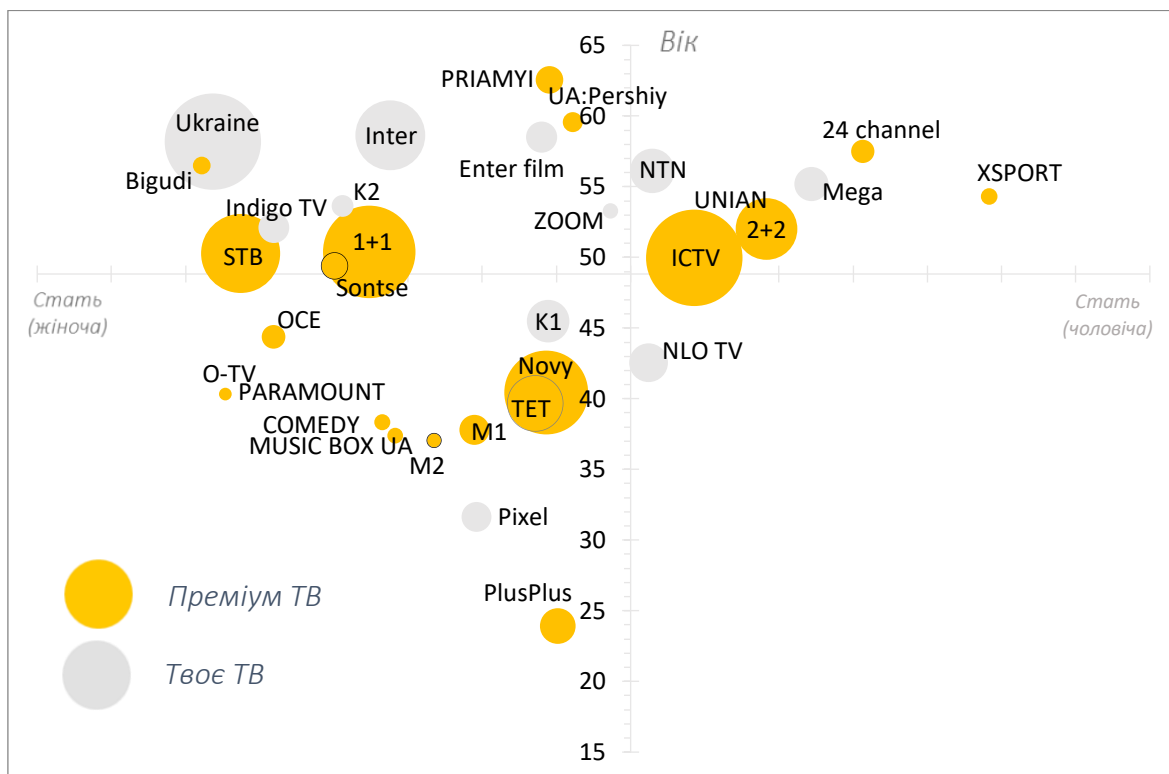 Вік
65
PRIAMYI
UA:Pershiy
60
Ukraine
Inter
24 channel
Enter film
NTN
Bigudi
K2
55
UNIAN
Mega
XSPORT
Indigo TV
ZOOM
2+2
STB
1+1
50
ICTV
Sontse
Стать
(жіноча)
Стать
(чоловіча)
OCE
K1
45
NLO TV
Novy
O-TV
PARAMOUNT
COMEDY
TET
40
MUSIC BOX UA
M1
M2
35
Pixel
30
PlusPlus
25
Преміум ТВ
20
Твоє ТВ
15